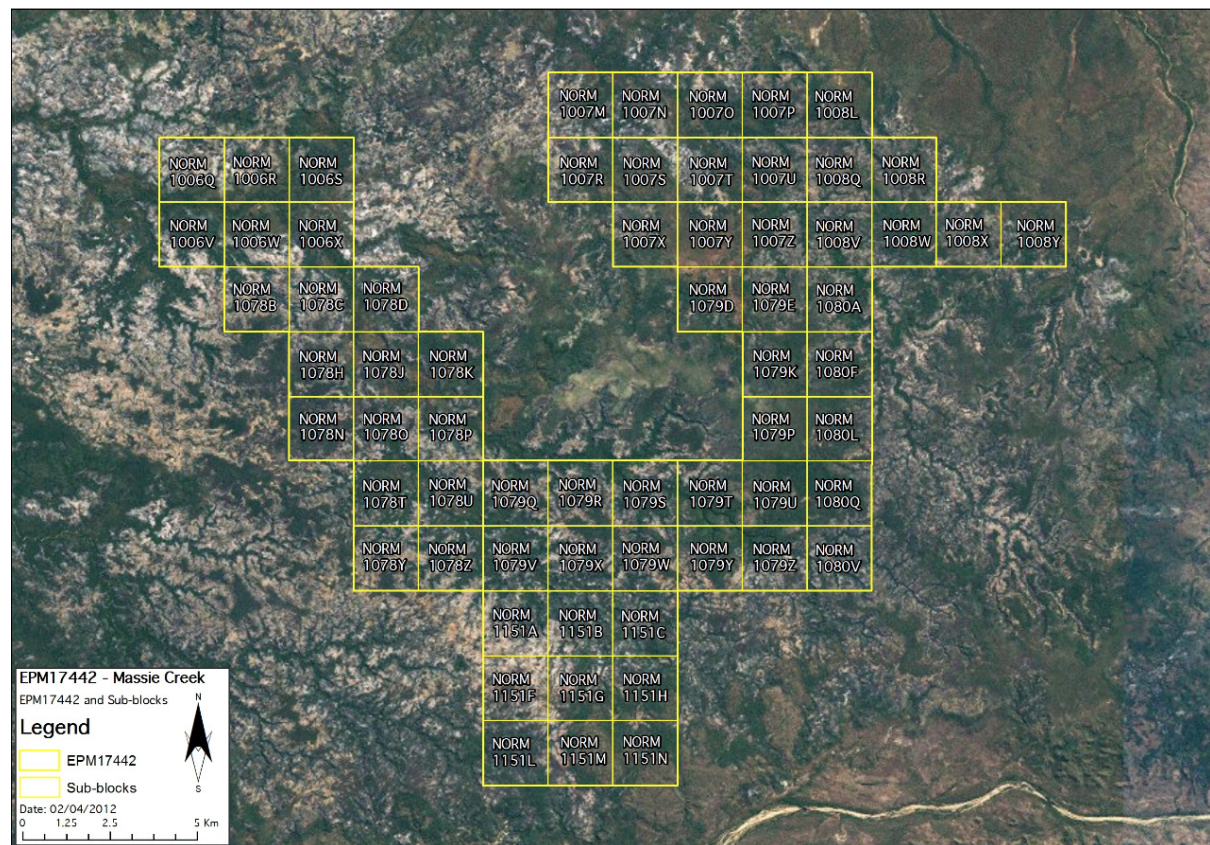 NORM
1007M
NORM
1007N
NORM
1007O
NORM
1007P
NORM
1008L
NORM
1006Q
NORM
1006R
NORM
1006S
NORM
1007R
NORM
1007S
NORM
1007T
NORM
1007U
NORM
1008Q
NORM
1008R
NORM
1006V
NORM
1006W
NORM
1006X
NORM
1007X
NORM
1007Y
NORM
1007Z
NORM
1008V
NORM
1008W
NORM
1008X
NORM
1008Y
NORM
1078B
NORM
1078C
NORM
1078D
NORM
1079D
NORM
1079E
NORM
1080A
NORM
1078H
NORM
1078J
NORM
1078K
NORM
1079K
NORM
1080F
NORM
1078N
NORM
1078O
NORM
1078P
NORM
1079P
NORM
1080L
NORM
1078T
NORM
1078U
NORM
1079Q
NORM
1079R
NORM
1079S
NORM
1079T
NORM
1079U
NORM
1080Q
NORM
1078Y
NORM
1078Z
NORM
1079V
NORM
1079X
NORM
1079W
NORM
1079Y
NORM
1079Z
NORM
1080V
NORM
1151A
NORM
1151B
NORM
1151C
NORM
1151F
NORM
1151G
NORM
1151H
NORM
1151L
NORM
1151M
NORM
1151N
EPM17442 - Massie Creek
EPM17442 and Sub-blocks
N
Legend
EPM17442
Sub-blocks
S
Date: 02/04/2012
0 1.25 2.5 5 Km